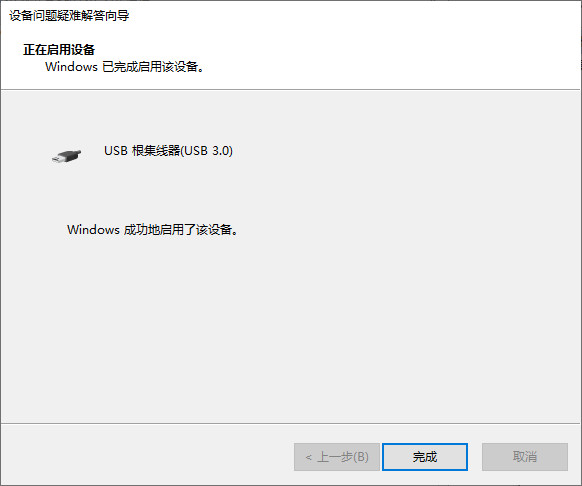 设备问题疑难解答向导
正在启用设备
Windows 已完成启用该设备。
USB 根集线器(USB 3.0)
Windows 成功地启用了该设备。
< 上一步(B)
完成
取消